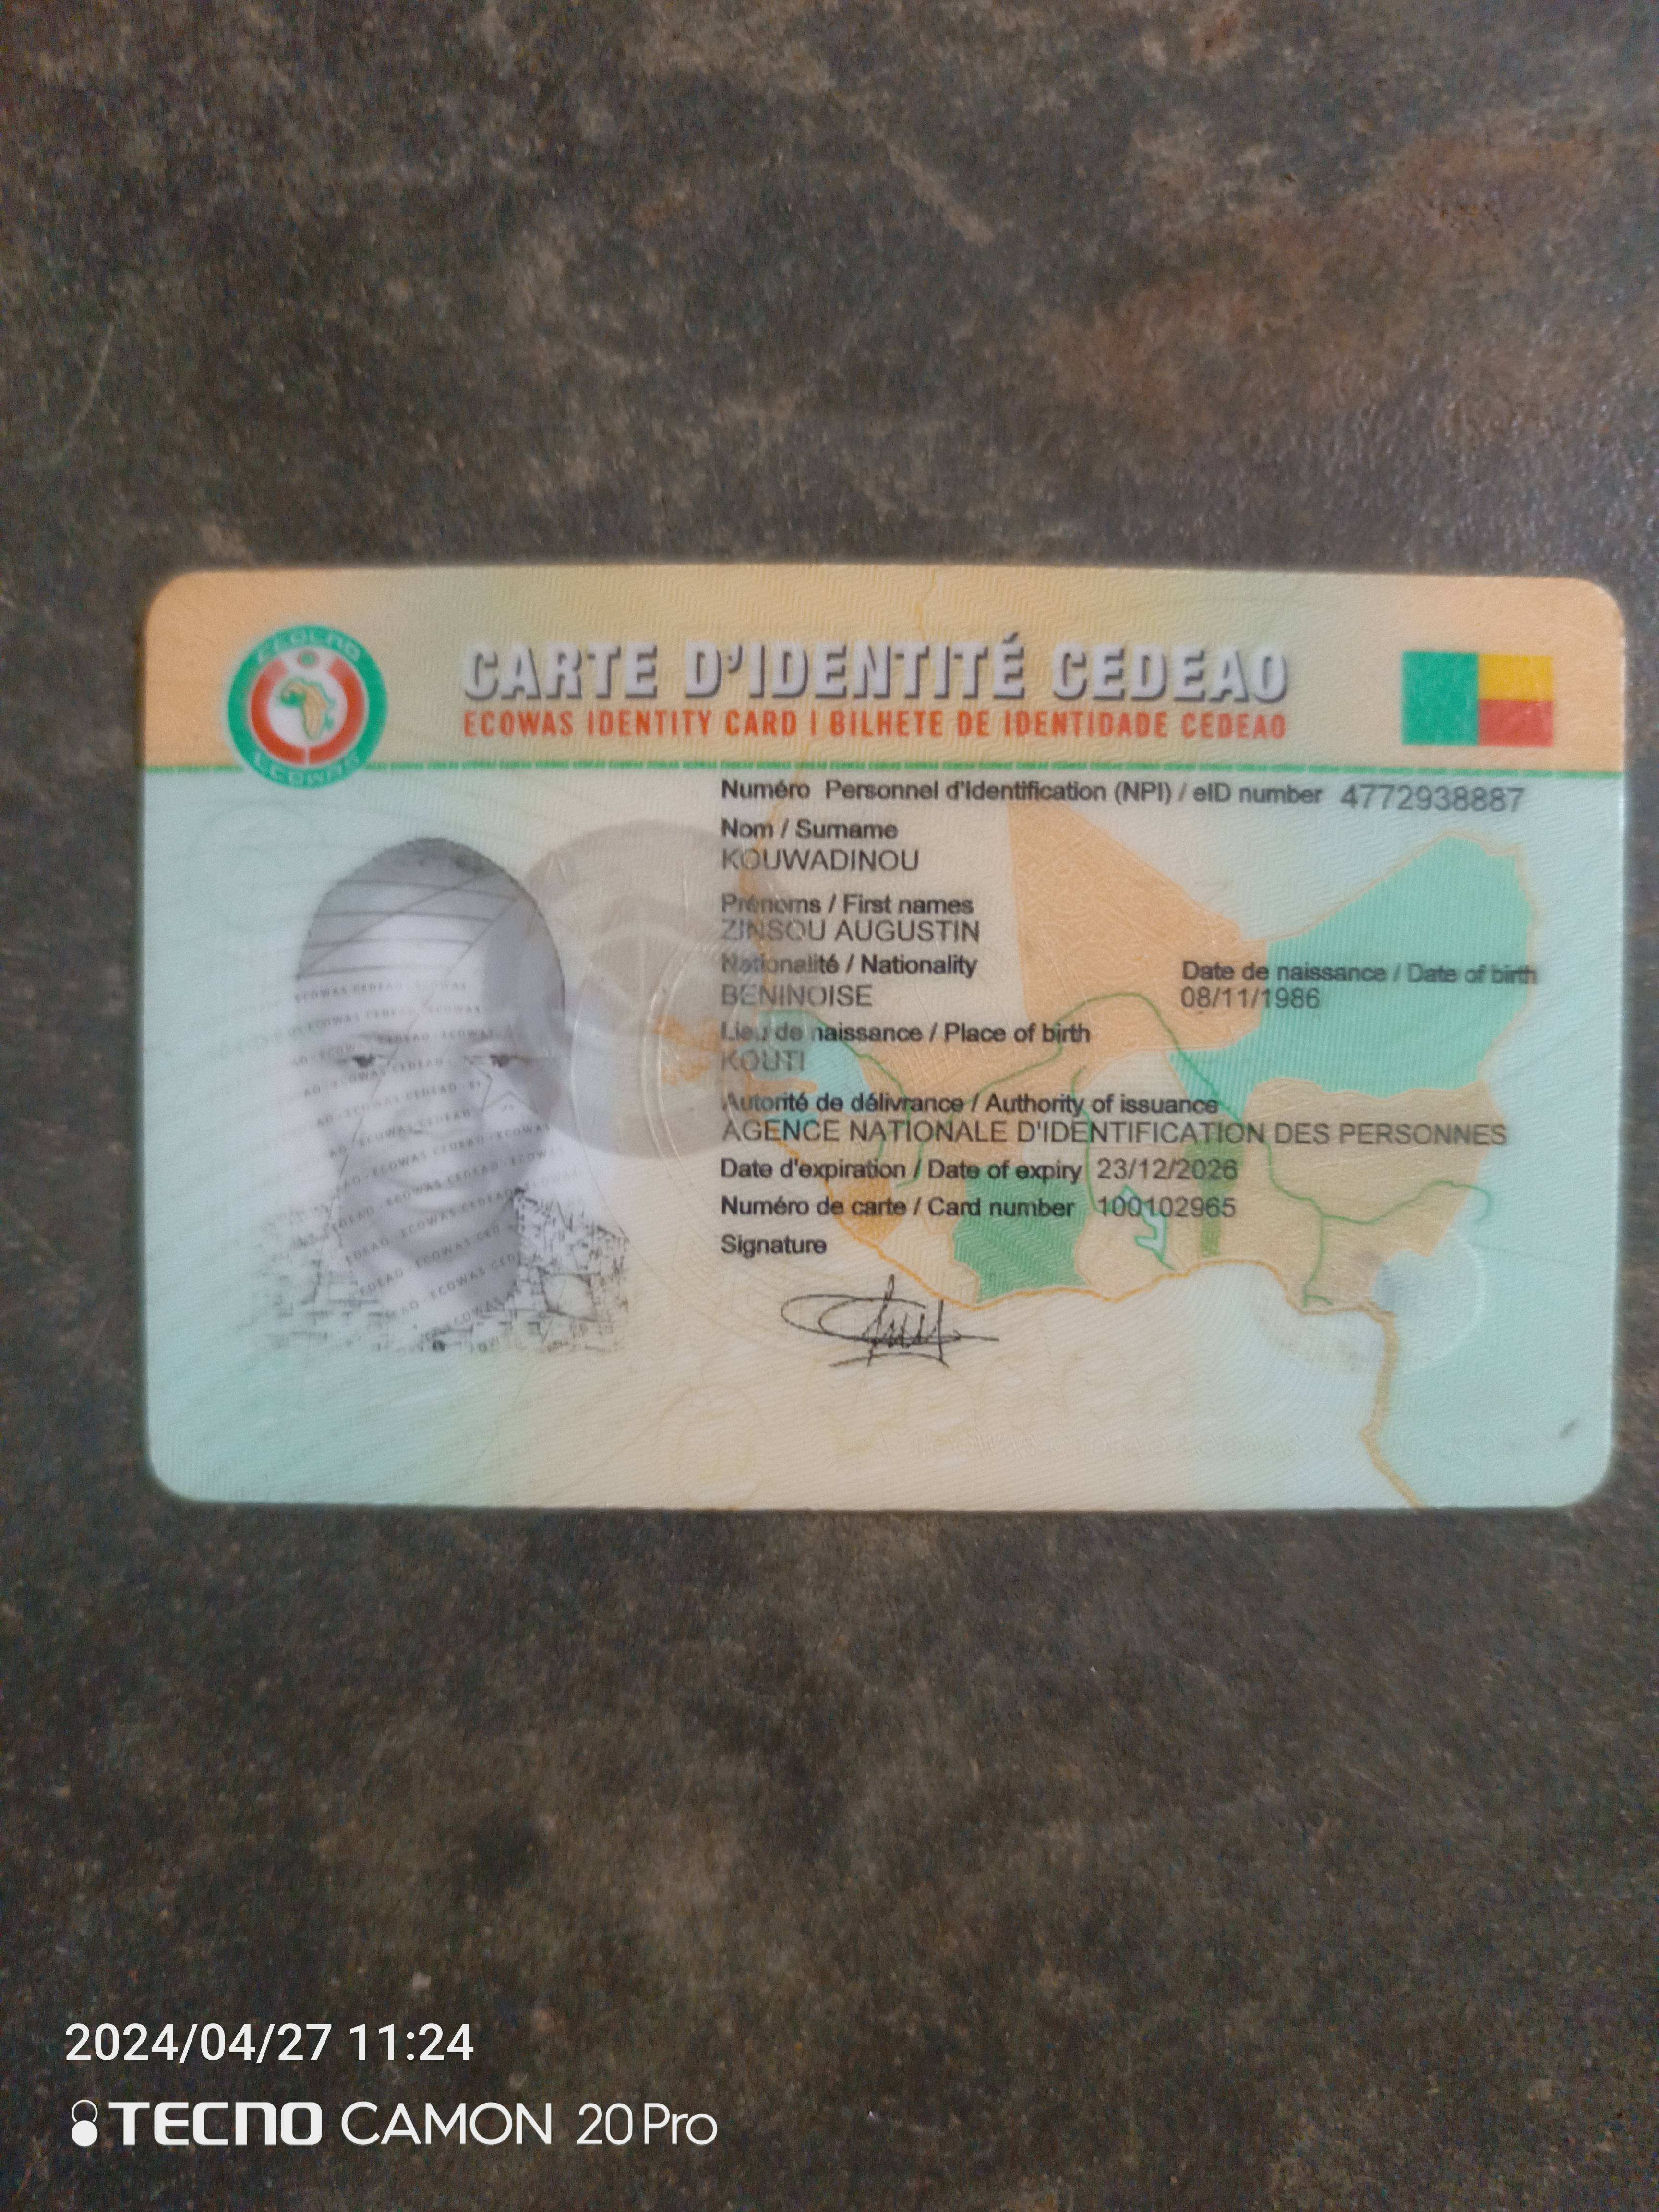 CEDEAO
ECOWAS
CARTE D'IDENTITÉ CEDEAO
ECOWAS IDENTITY CARD | BILHETE DE IDENTIDADE CEDEAO
Numéro Personnel d'Identification (NPI) / eID number 4772938887
Nom / Surname
KOUWADINOU
Prénoms / First names
ZINSOU AUGUSTIN
Nationalité / Nationality
BENINOISE
Date de naissance / Date of birth
08/11/1986
Lieu de naissance / Place of birth
KOUTI
Autorité de délivrance / Authority of issuance
AGENCE NATIONALE D'IDENTIFICATION DES PERSONNES
Date d'expiration / Date of expiry 23/12/2026
Numéro de carte / Card number 100102965
Signature
2024/04/27 11:24
TECNO CAMON 20 Pro